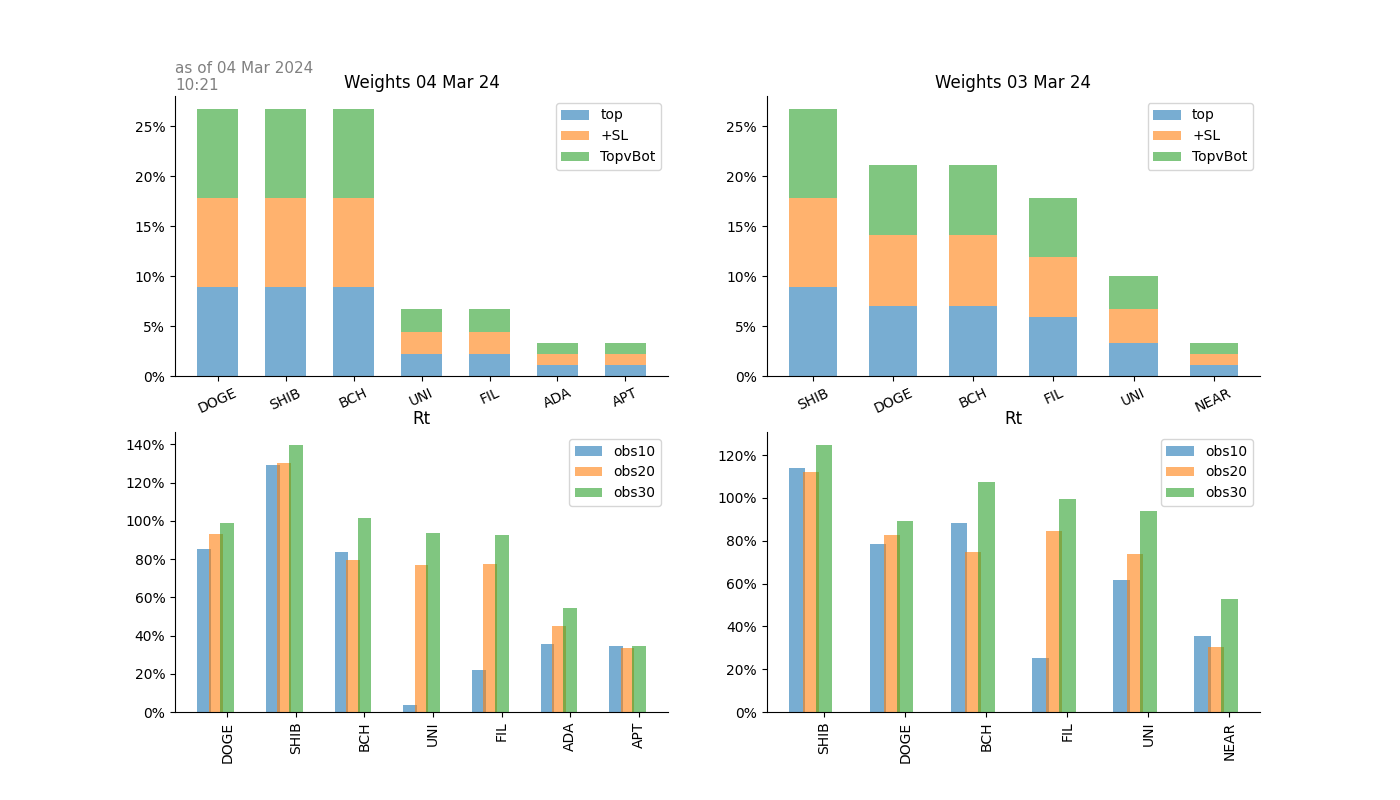 as of 04 Mar 2024
10:21
Weights 04 Mar 24
25%
20%
15%
10%
5%
0%
top
+SL
TopvBot
DOGE SHIB BCH UNI FIL ADA APT
Weights 03 Mar 24
25%
20%
15%
10%
5%
0%
top
+SL
TopvBot
SHIB DOGE BCH FIL UNI NEAR
Rt
140%
120%
100%
80%
60%
40%
20%
0%
obs10
obs20
obs30
DOGE SHIB BCH UNI FIL ADA APT
Rt
120%
100%
80%
60%
40%
20%
0%
obs10
obs20
obs30
SHIB DOGE BCH FIL UNI NEAR